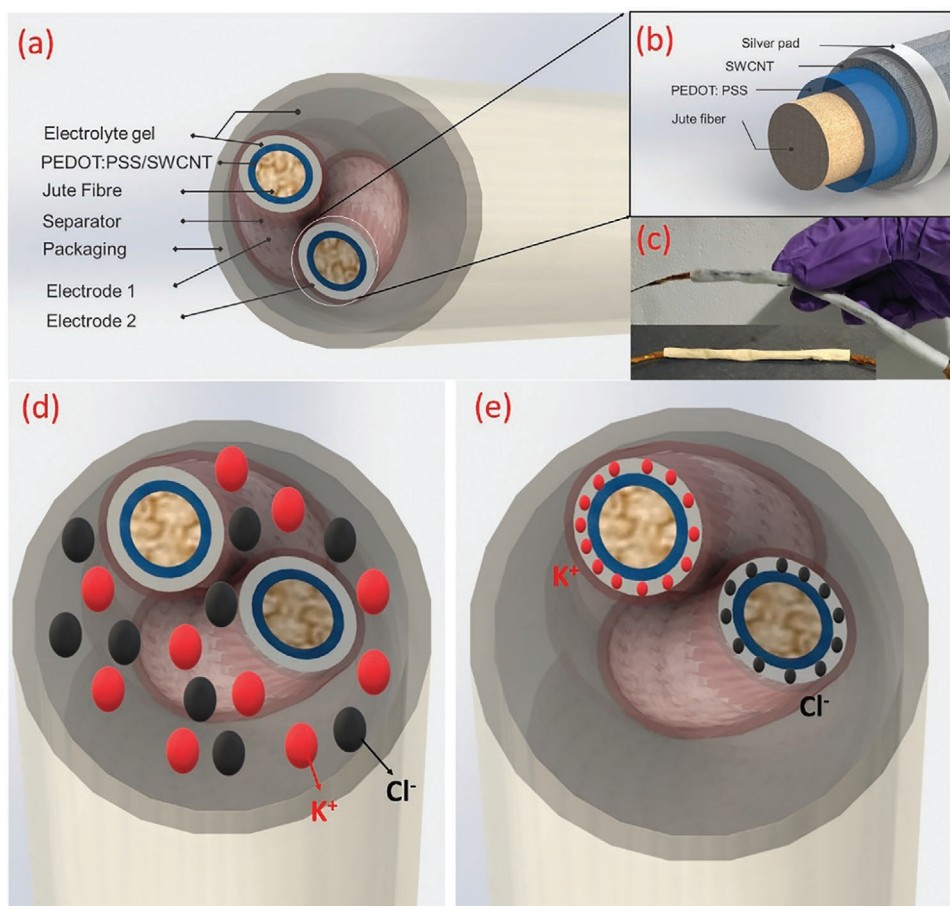 (a)
Electrolyte gel
PEDOT:PSS/SWCNT
Jute Fibre
Separator
Packaging
Electrode 1
Electrode 2
(b)
Silver pad
SWCNT
PEDOT: PSS
Jute fiber
(c)
(d)
K⁺
Cl⁻
(e)
K⁺
Cl⁻